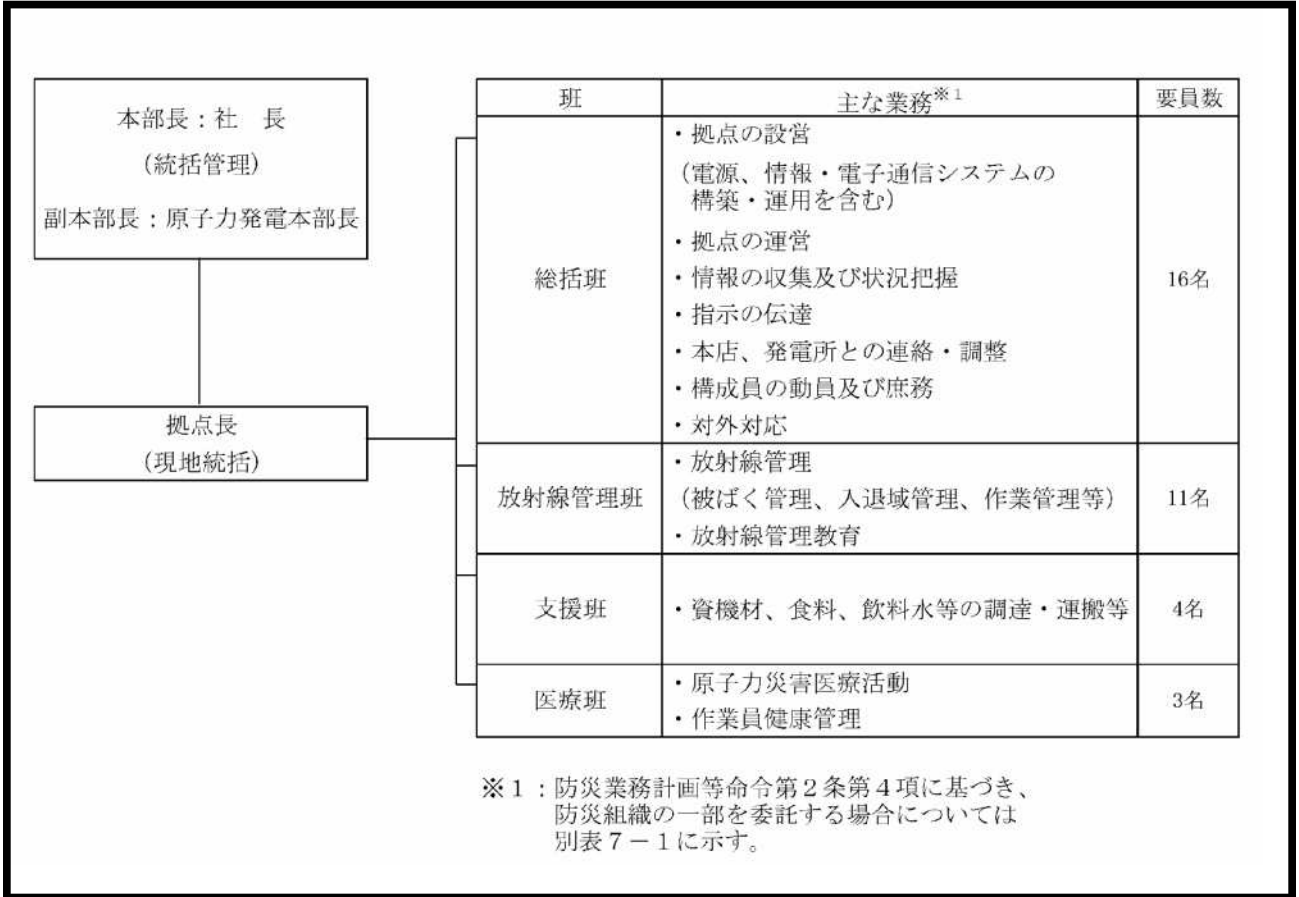 本部長：社　長
(統括管理)
副本部長：原子力発電本部長
拠点長
(現地統括)
班
主な業務※1
要員数
総括班
・拠点の設営
（電源、情報・電子通信システムの
構築・運用を含む）
・拠点の運営
・情報の収集及び状況把握
・指示の伝達
・本店、発電所との連絡・調整
・構成員の動員及び庶務
・対外対応
16名
放射線管理班
・放射線管理
（被ばく管理、入退域管理、作業管理等）
・放射線管理教育
11名
支援班
・資機材、食料、飲料水等の調達・運搬等
4名
医療班
・原子力災害医療活動
・作業員健康管理
3名
※１：防災業務計画等命令第２条第４項に基づき、
防災組織の一部を委託する場合については
別表７－１に示す。